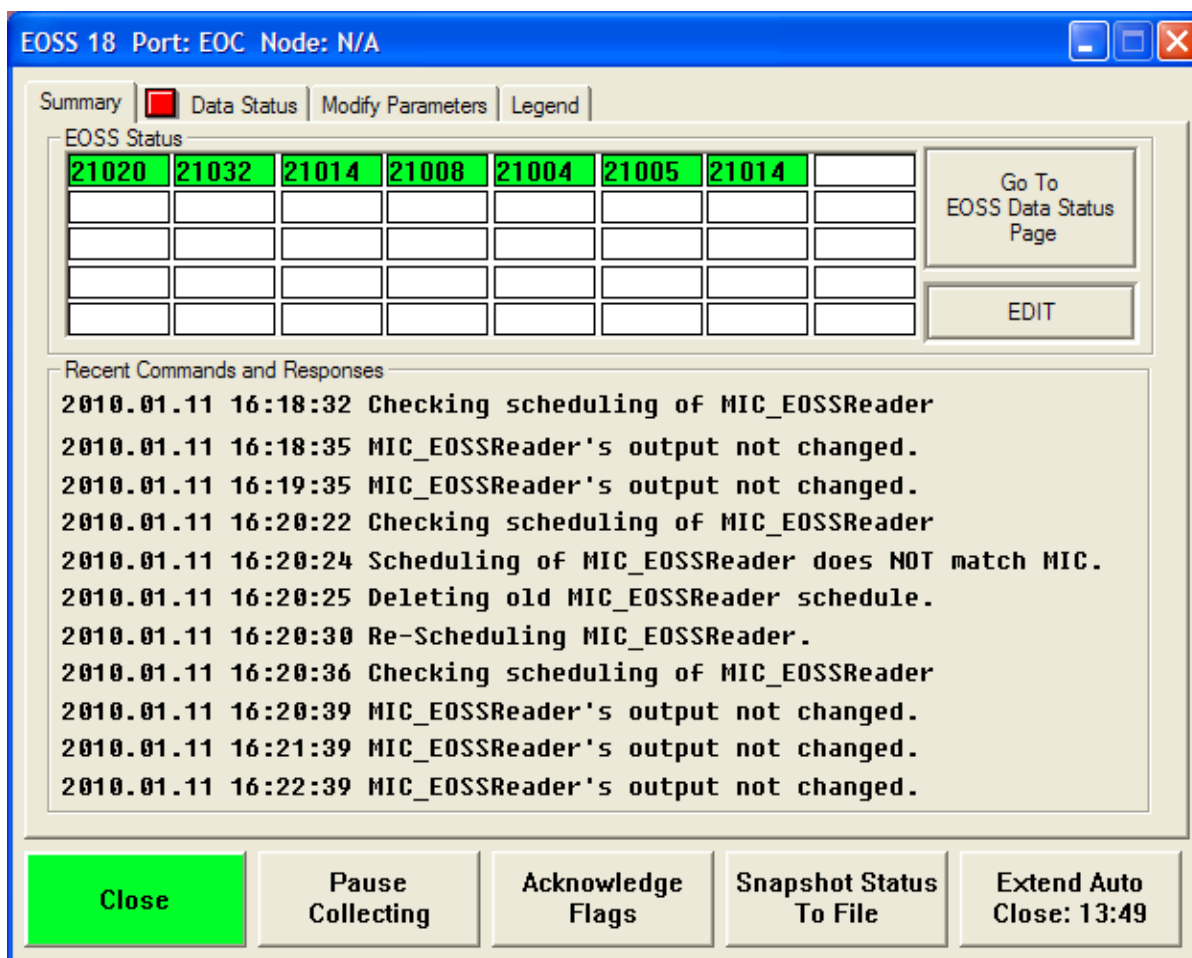 EOSS 18 Port: EOC Node: N/A
Summary Data Status Modify Parameters Legend
EOSS Status
21020 21032 21014 21008 21004 21005 21014
Go To
EOSS Data Status
Page
EDIT
Recent Commands and Responses
2010.01.11 16:18:32 Checking scheduling of MIC_EOSSReader
2010.01.11 16:18:35 MIC_EOSSReader's output not changed.
2010.01.11 16:19:35 MIC_EOSSReader's output not changed.
2010.01.11 16:20:22 Checking scheduling of MIC_EOSSReader
2010.01.11 16:20:24 Scheduling of MIC_EOSSReader does NOT match MIC.
2010.01.11 16:20:25 Deleting old MIC_EOSSReader schedule.
2010.01.11 16:20:30 Re-Scheduling MIC_EOSSReader.
2010.01.11 16:20:36 Checking scheduling of MIC_EOSSReader
2010.01.11 16:20:39 MIC_EOSSReader's output not changed.
2010.01.11 16:21:39 MIC_EOSSReader's output not changed.
2010.01.11 16:22:39 MIC_EOSSReader's output not changed.
Close
Pause
Collecting
Acknowledge
Flags
Snapshot Status
To File
Extend Auto
Close: 13:49